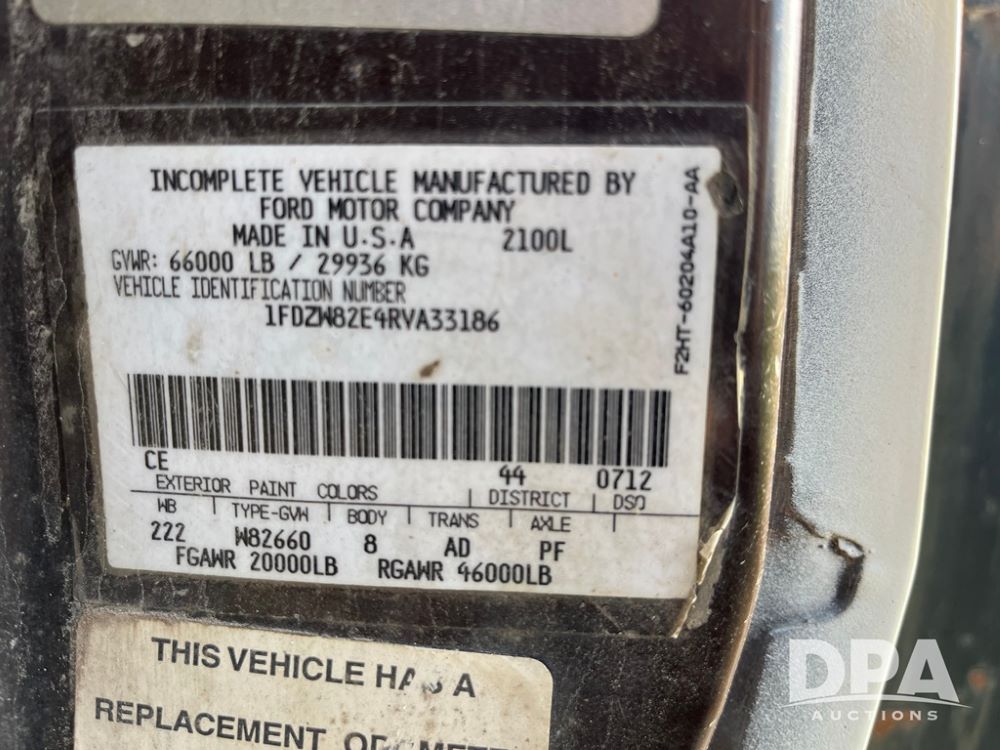 INCOMPLETE VEHICLE MANUFACTURED BY
FORD MOTOR COMPANY
MADE IN U.S.A 2100L
GVWR: 66000 LB / 29936 KG
VEHICLE IDENTIFICATION NUMBER
1FDZW82E4RVA33186
F2HT-60204A10-AA
CE 44 0712
EXTERIOR PAINT COLORS | DISTRICT | DSO
WB | TYPE-GVW | BODY | TRANS | AXLE |
222 W82660 8 AD PF
FGAWR 20000LB RGAWR 46000LB
THIS VEHICLE HAS A
REPLACEMENT
DPA
AUCTIONS